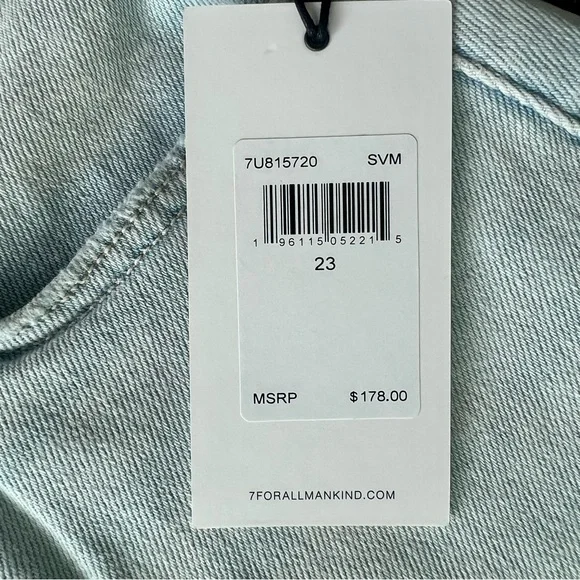 7U815720 SVM
1 96115 05221 5
23
MSRP $178.00
7FORALLMANKIND.COM